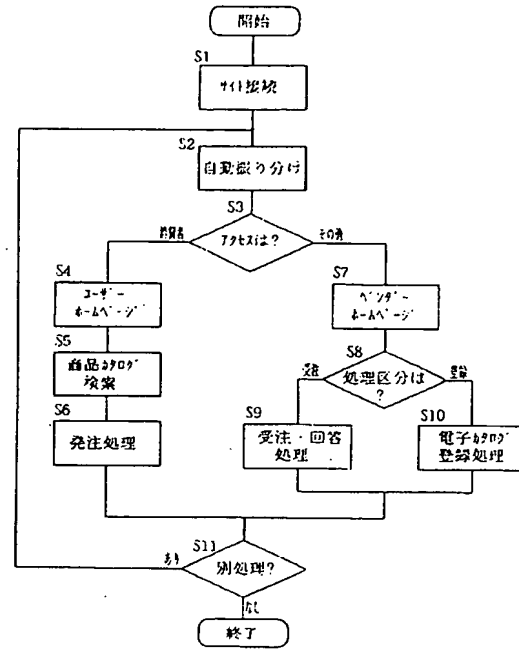 開始
S1
サイト接続
S2
自動振り分け
S3
アクセスは?
消費者
その他
S4
ユーザー
ホームページ
S5
商品カタログ
検索
S6
発注処理
S7
ベンダー
ホームページ
S8
処理区分は
?
受注
登録
S9
受注・回答
処理
S10
電子カタログ
登録処理
S11
別処理?
あり
なし
終了